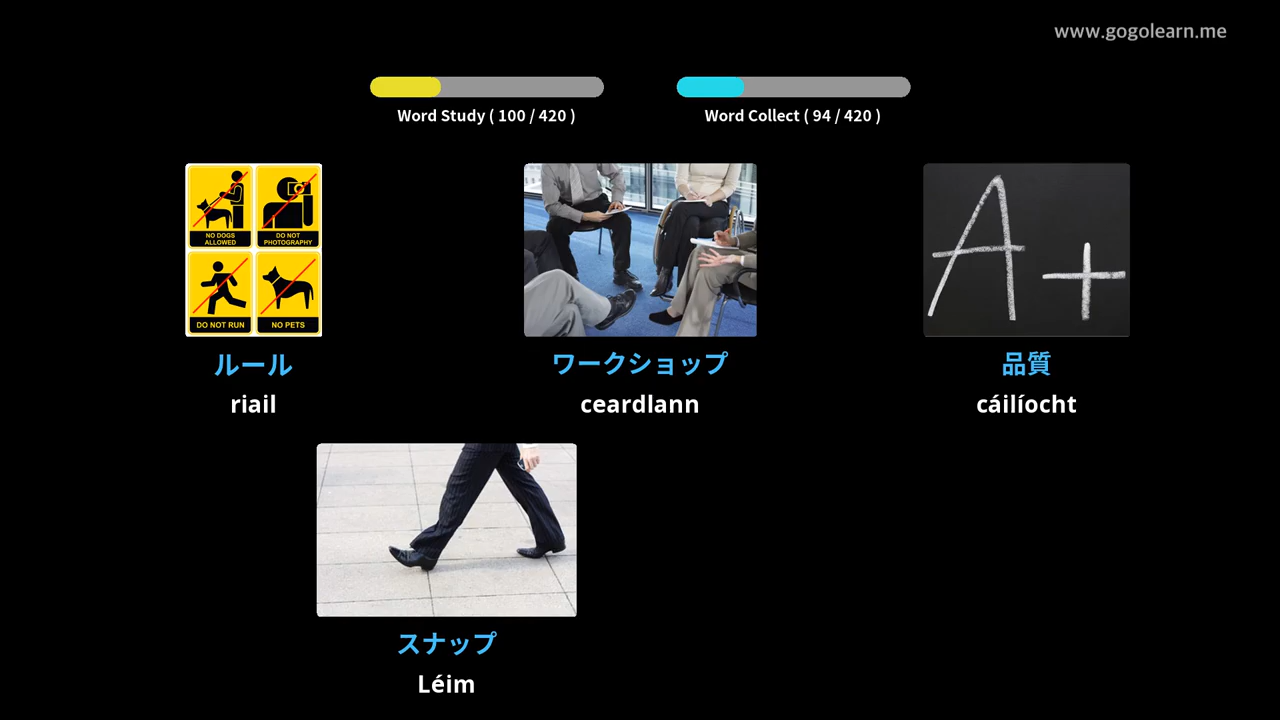 www.gogolearn.me
Word Study ( 100 / 420 )
Word Collect ( 94 / 420 )
NO DOGS
ALLOWED
DO NOT
PHOTOGRAPHY
DO NOT RUN
NO PETS
A+
ルール
riail
ワークショップ
ceardlann
品質
cáilíocht
スナップ
Léim